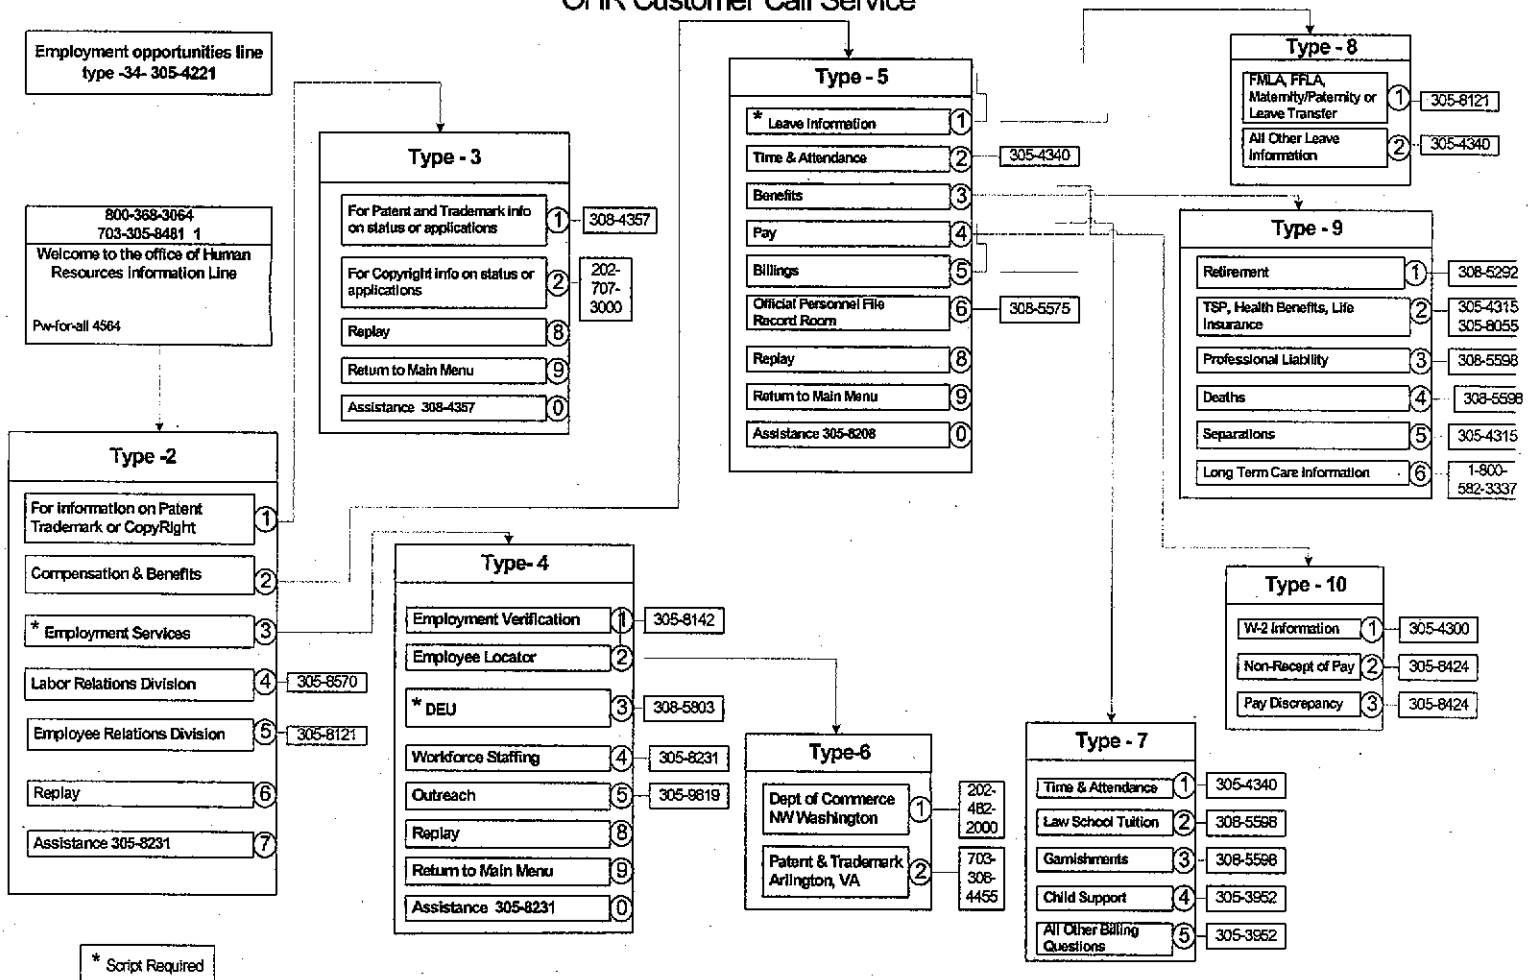 OHR Customer Call Service
Employment opportunities line
type -34- 305-4221
800-368-3064
703-305-8481 1
Welcome to the office of Human
Resources Information Line
Pw-for-all 4564
Type -2
For information on Patent
Trademark or CopyRight
1
Compensation & Benefits
2
* Employment Services
3
Labor Relations Division
4
305-8570
Employee Relations Division
5
305-8121
Replay
6
Assistance 305-8231
7
* Script Required
Type - 3
For Patent and Trademark info
on status or applications
1
308-4357
For Copyright info on status or
applications
2
202-
707-
3000
Replay
8
Return to Main Menu
9
Assistance 308-4357
0
Type- 4
Employment Verification
1
305-8142
Employee Locator
2
* DEU
3
308-5803
Workforce Staffing
4
305-8231
Outreach
5
305-9819
Replay
8
Return to Main Menu
9
Assistance 305-8231
0
Type - 5
* Leave Information
1
Time & Attendance
2
305-4340
Benefits
3
Pay
4
Billings
5
Official Personnel File
Record Room
6
308-5575
Replay
8
Return to Main Menu
9
Assistance 305-8208
0
Type-6
Dept of Commerce
NW Washington
1
202-
482-
2000
Patent & Trademark
Arlington, VA
2
703-
308-
4455
Type - 7
Time & Attendance
1
305-4340
Law School Tuition
2
308-5598
Garnishments
3
308-5598
Child Support
4
305-3952
All Other Billing
Questions
5
305-3952
Type - 8
FMLA, FFLA,
Maternity/Paternity or
Leave Transfer
1
305-8121
All Other Leave
Information
2
305-4340
Type - 9
Retirement
1
308-5292
TSP, Health Benefits, Life
Insurance
2
305-4315
305-8055
Professional Liability
3
308-5598
Deaths
4
308-5598
Separations
5
305-4315
Long Term Care Information
6
1-800-
582-3337
Type - 10
W-2 Information
1
305-4300
Non-Recept of Pay
2
305-8424
Pay Discrepancy
3
305-8424